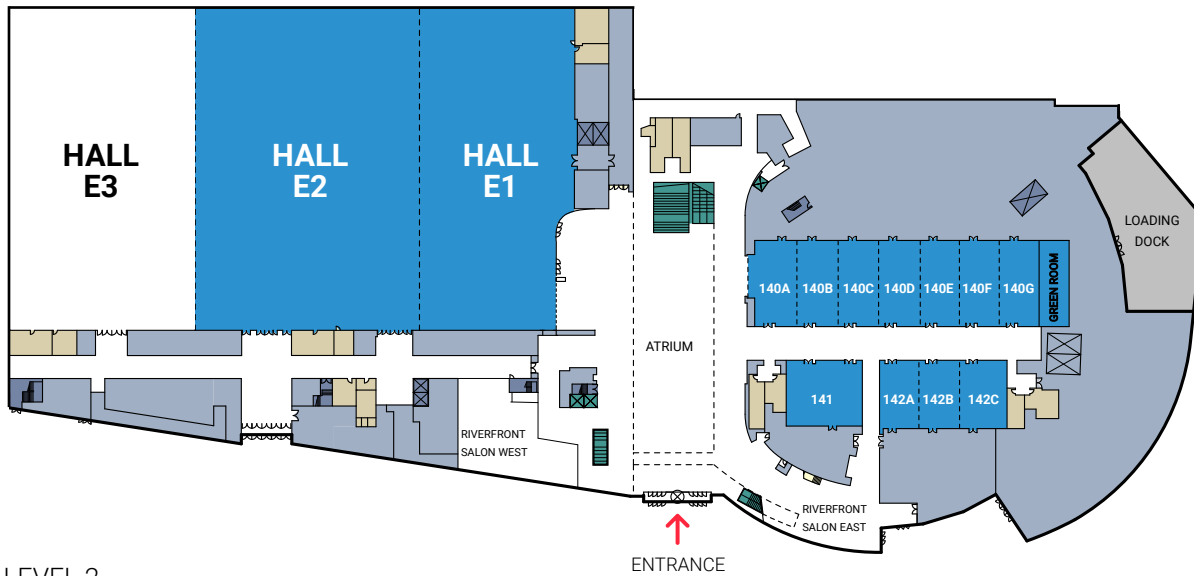 HALL
E3
HALL
E2
HALL
E1
LOADING
DOCK
140A
140B
140C
140D
140E
140F
140G
GREEN ROOM
ATRIUM
141
142A
142B
142C
RIVERFRONT
SALON WEST
RIVERFRONT
SALON EAST
ENTRANCE